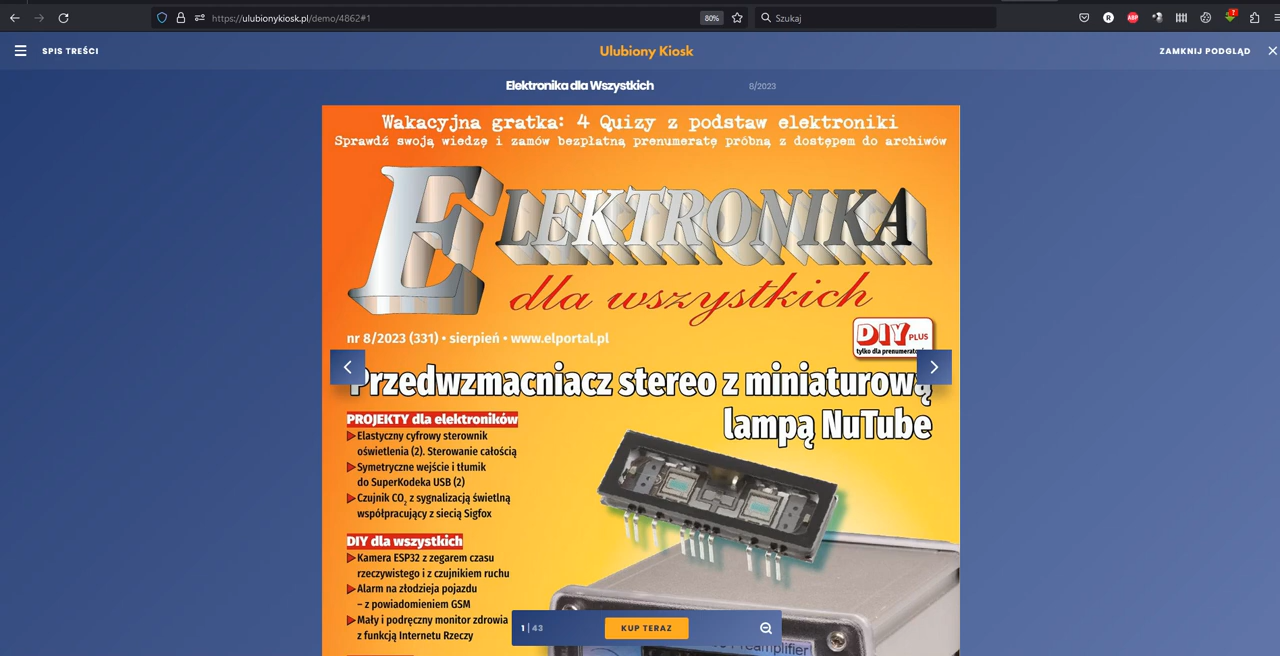 https://ulubionykiosk.pl/demo/4862#1
80%
Szukaj
R
ABP
?
SPIS TREŚCI
Ulubiony Kiosk
ZAMKNIJ PODGLĄD
Elektronika dla Wszystkich
8/2023
Wakacyjna gratka: 4 Quizy z podstaw elektroniki
Sprawdź swoją wiedzę i zamów bezpłatną prenumeratę próbną z dostępem do archiwów
ELEKTRONIKA
dla wszystkich
nr 8/2023 (331) • sierpień • www.elportal.pl
DIY PLUS
tylko dla prenumerato
Przedwzmacniacz stereo z miniaturową
lampą NuTube
PROJEKTY dla elektroników
Elastyczny cyfrowy sterownik
oświetlenia (2). Sterowanie całością
Symetryczne wejście i tłumik
do SuperKodeka USB (2)
Czujnik CO2 z sygnalizacją świetlną
współpracujący z siecią Sigfox
DIY dla wszystkich
Kamera ESP32 z zegarem czasu
rzeczywistego i z czujnikiem ruchu
Alarm na złodzieja pojazdu
– z powiadomieniem GSM
Mały i podręczny monitor zdrowia
z funkcją Internetu Rzeczy
1 | 43
KUP TERAZ
Preamplifier